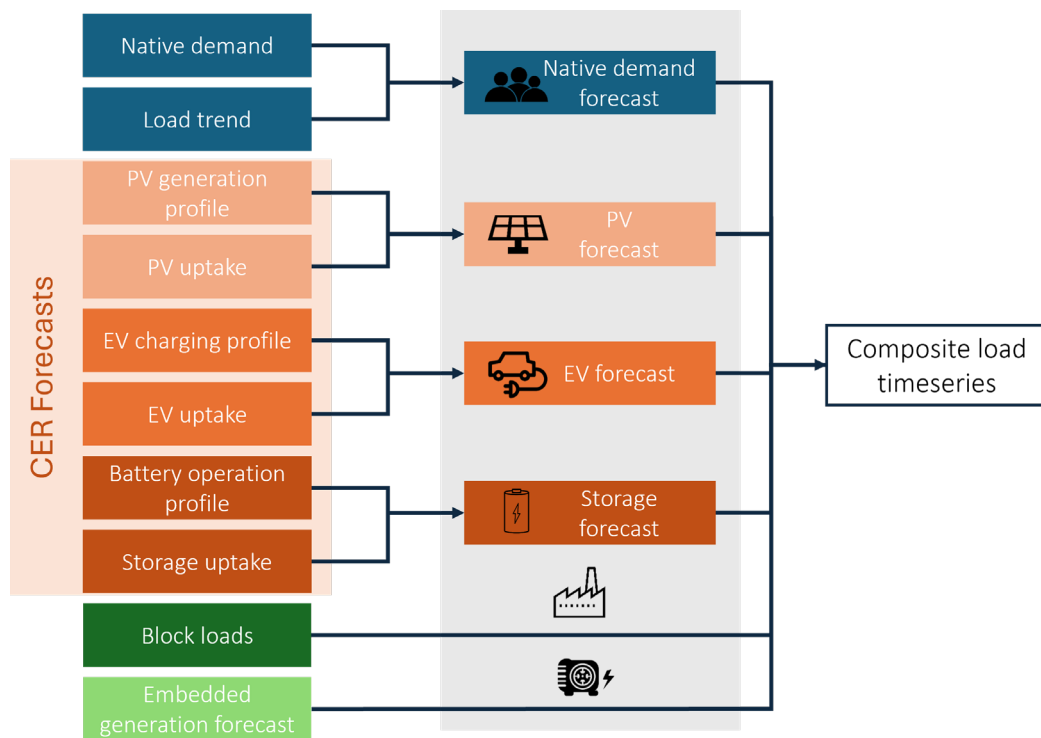 Native demand
Load trend
CER Forecasts
PV generation
profile
PV uptake
EV charging profile
EV uptake
Battery operation
profile
Storage uptake
Block loads
Embedded
generation forecast
Native demand
forecast
PV
forecast
EV forecast
Storage
forecast
Composite load
timeseries